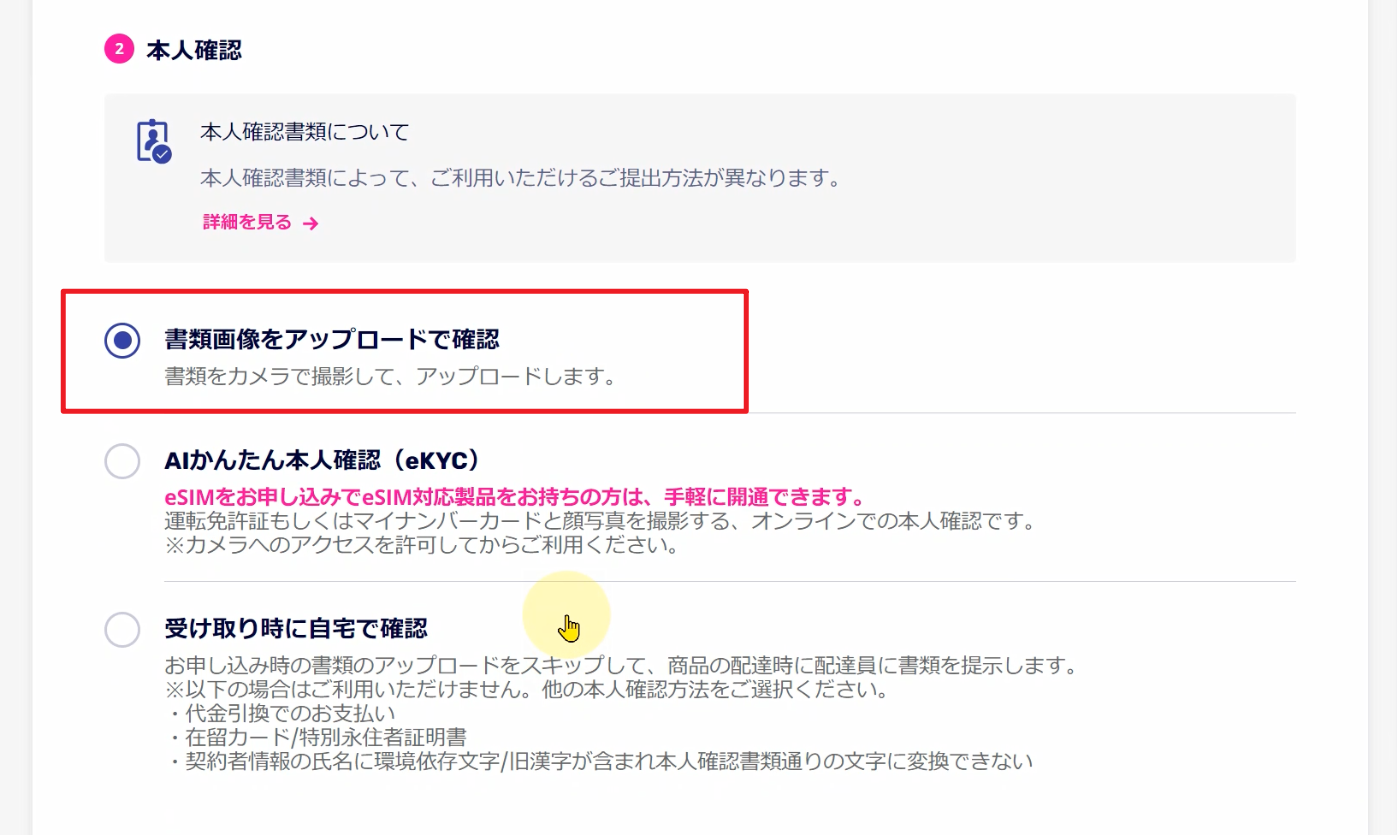 2 本人確認
本人確認書類について
本人確認書類によって、ご利用いただけるご提出方法が異なります。
詳細を見る →
書類画像をアップロードで確認
書類をカメラで撮影して、アップロードします。
AIかんたん本人確認（eKYC）
eSIMをお申し込みでeSIM対応製品をお持ちの方は、手軽に開通できます。
運転免許証もしくはマイナンバーカードと顔写真を撮影する、オンラインでの本人確認です。
※カメラへのアクセスを許可してからご利用ください。
受け取り時に自宅で確認
お申し込み時の書類のアップロードをスキップして、商品の配達時に配達員に書類を提示します。
※以下の場合はご利用いただけません。他の本人確認方法をご選択ください。
・代金引換でのお支払い
・在留カード/特別永住者証明書
・契約者情報の氏名に環境依存文字/旧漢字が含まれ本人確認書類通りの文字に変換できない